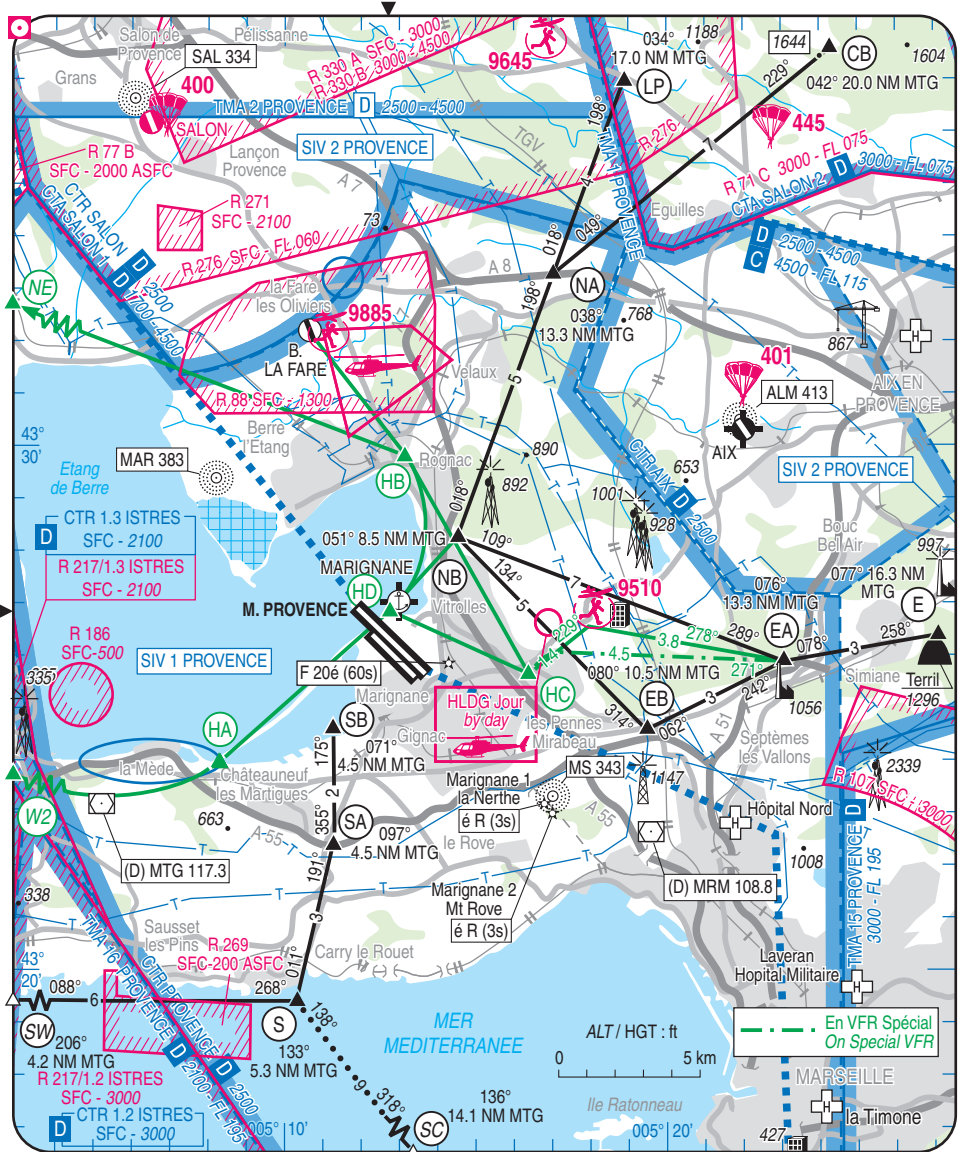 Salon de
Provence
Pélissanne
Grans
SAL 334
400
SALON
R 330 A SFC - 3000
R 330 B 3000 - 4500
9645
034°
17.0 NM MTG
1188
LP
1644
CB
1604
229°
042° 20.0 NM MTG
TMA 2 PROVENCE D 2500 - 4500
SIV 2 PROVENCE
198°
TGV
TMA 1 PROVENCE
R-276
445
R 77 B
SFC - 2000 ASFC
Lançon
Provence
A 7
R 71 C 3000 - FL 075
CTA SALON 2 D 3000 - FL 075
R 271
SFC - 2100
CTR SALON D 2500
CTA SALON 1 D 1700-4500
73
4
7
018°
049°
Eguilles
D 2500 - 4500
C 4500 - FL 115
R 276 SFC - FL 060
A 8
NE
la Fare
les Oliviers
9885
198°
NA
038°
13.3 NM MTG
768
867
H
B.
LA FARE
Velaux
401
ALM 413
AIX EN
PROVENCE
R 88 SFC - 1300
5
Berre
l'Etang
AIX
43°
30'
Etang
de Berre
MAR 383
Rognac
HB
890
892
018°
CTR AIX D 2500
653
1001
928
SIV 2 PROVENCE
D CTR 1.3 ISTRES
SFC - 2100
R 217/1.3 ISTRES
SFC - 2100
051° 8.5 NM MTG
109°
134°
NB
Bouc
Bel Air
997
MARIGNANE
HD
M. PROVENCE
Vitrolles
7
5
9510
076°
13.3 NM MTG
077° 16.3 NM
MTG
E
R 186
SFC-500
SIV 1 PROVENCE
229°
1.4
278°
3.8
4.5
289°
271°
EA
078°
3
258°
335
F 20é (60s)
HC
080° 10.5 NM MTG
EB
3
242°
062°
314°
1056
Simiane
Terril
1296
Marignane
HLDG Jour
by day
les Pennes
Mirabeau
A 51
Septèmes
les Vallons
HA
SB
175°
071°
4.5 NM MTG
Gignac
MS 343
1147
2339
la Mède
Châteauneuf
les Martigues
2
355°
Marignane 1
la Nerthe
é R (3s)
R 107 SFC - 3000
W2
663
A-55
SA
097°
4.5 NM MTG
le Rove
A 55
H
Hôpital Nord
191°
(D) MTG 117.3
(D) MRM 108.8
1008
338
Marignane 2
Mt Rove
é R (3s)
D
TMA 15 PROVENCE
3000 - FL 195
3
Sausset
les Pins
R 269
SFC-200 ASFC
Carry le Rouet
Laveran
Hopital Militaire
H
43°
20'
011°
088°
6
268°
SW
206°
4.2 NM MTG
TMA 16 PROVENCE D 2100 - FL195
CTR PROVENCE D 2500
S
133°
5.3 NM MTG
138°
MER
MEDITERRANEE
ALT / HGT : ft
0
5 km
En VFR Spécial
On Special VFR
R 217/1.2 ISTRES
SFC - 3000
D CTR 1.2 ISTRES
SFC - 3000
9
318°
136°
14.1 NM MTG
SC
MARSEILLE
H
la Timone
Ile Ratonneau
005° 10'
005° 20'
427